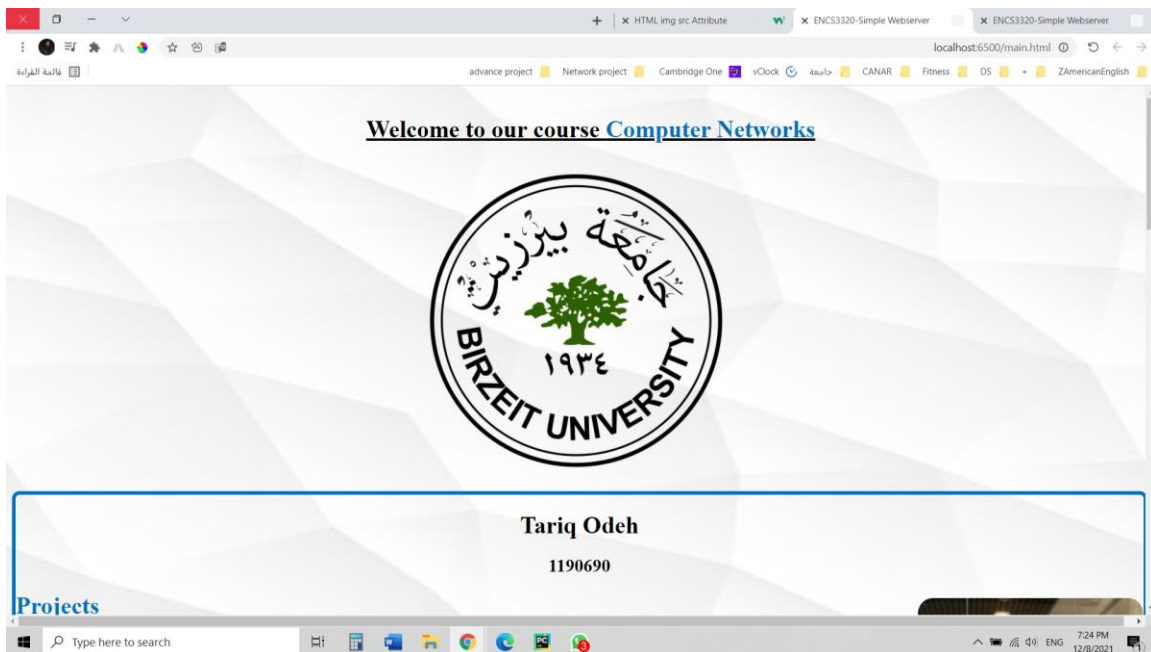 HTML img src Attribute
ENCS3320-Simple Webserver
ENCS3320-Simple Webserver
localhost:6500/main.html
قائمة القراءة
advance project
Network project
Cambridge One
vClock
جامعة
CANAR
Fitness
DS
+
ZAmericanEnglish
Welcome to our course Computer Networks
جَامِعَة بيرزيت
١٩٣٤
BIRZEIT UNIVERSITY
Tariq Odeh
1190690
Projects
Type here to search
ENG
7:24 PM
12/8/2021